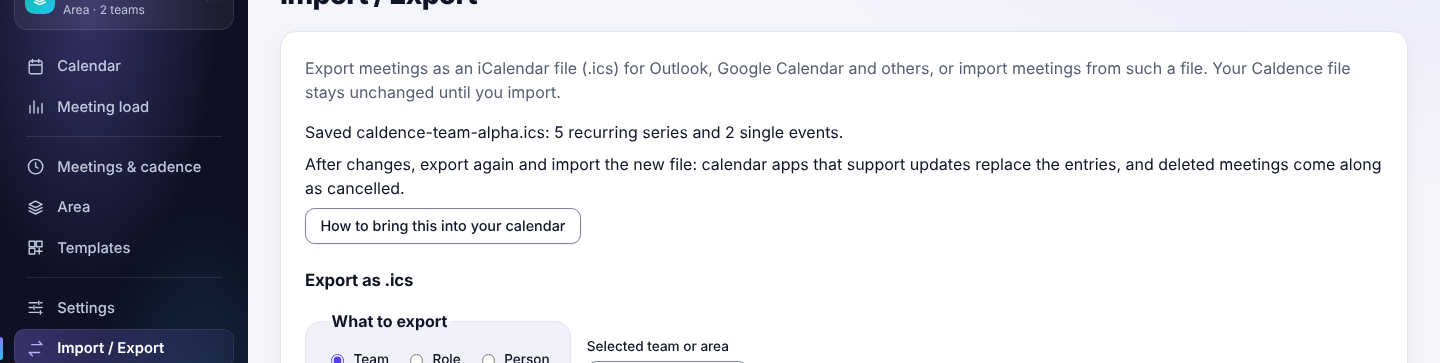 Area · 2 teams
Calendar
Meeting load
Meetings & cadence
Area
Templates
Settings
Import / Export
Import / Export
Export meetings as an iCalendar file (.ics) for Outlook, Google Calendar and others, or import meetings from such a file. Your Caldence file
stays unchanged until you import.
Saved caldence-team-alpha.ics: 5 recurring series and 2 single events.
After changes, export again and import the new file: calendar apps that support updates replace the entries, and deleted meetings come along
as cancelled.
How to bring this into your calendar
Export as .ics
What to export
Team Role Person
Selected team or area